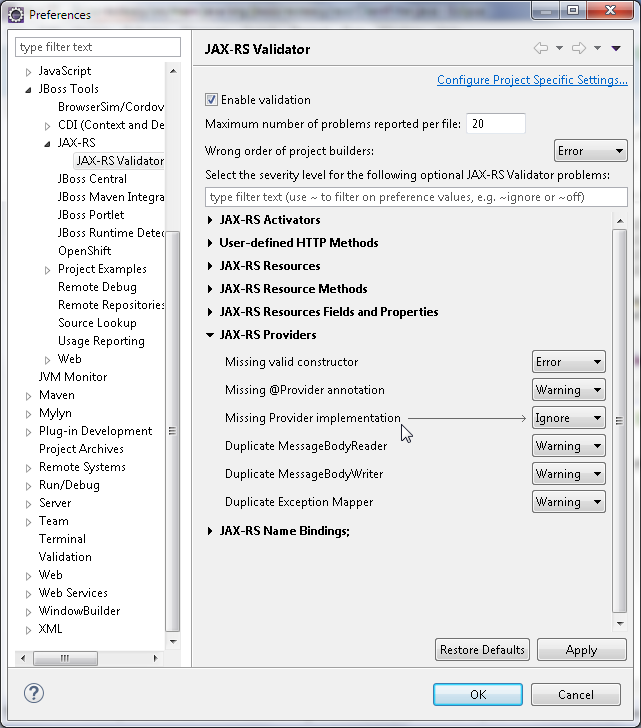 Preferences
type filter text
JavaScript
JBoss Tools
BrowserSim/Cordov
CDI (Context and De
JAX-RS
JAX-RS Validator
JBoss Central
JBoss Maven Integra
JBoss Portlet
JBoss Runtime Detec
OpenShift
Project Examples
Remote Debug
Remote Repositories
Source Lookup
Usage Reporting
Web
JVM Monitor
Maven
Mylyn
Plug-in Development
Project Archives
Remote Systems
Run/Debug
Server
Team
Terminal
Validation
Web
Web Services
WindowBuilder
XML
JAX-RS Validator
Configure Project Specific Settings...
Enable validation
Maximum number of problems reported per file: 20
Wrong order of project builders: Error
Select the severity level for the following optional JAX-RS Validator problems:
type filter text (use ~ to filter on preference values, e.g. ~ignore or ~off)
JAX-RS Activators
User-defined HTTP Methods
JAX-RS Resources
JAX-RS Resource Methods
JAX-RS Resources Fields and Properties
JAX-RS Providers
Missing valid constructor Error
Missing @Provider annotation Warning
Missing Provider implementation Ignore
Duplicate MessageBodyReader Warning
Duplicate MessageBodyWriter Warning
Duplicate Exception Mapper Warning
JAX-RS Name Bindings;
Restore Defaults Apply
? OK Cancel